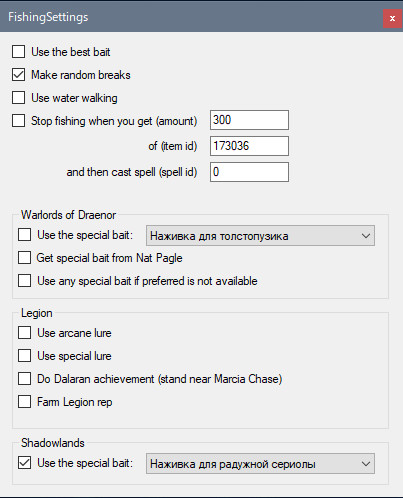 FishingSettings
x
Use the best bait
Make random breaks
Use water walking
Stop fishing when you get (amount) 300
of (item id) 173036
and then cast spell (spell id) 0
Warlords of Draenor
Use the special bait: Наживка для толстопузика
Get special bait from Nat Pagle
Use any special bait if preferred is not available
Legion
Use arcane lure
Use special lure
Do Dalaran achievement (stand near Marcia Chase)
Farm Legion rep
Shadowlands
Use the special bait: Наживка для радужной сериолы